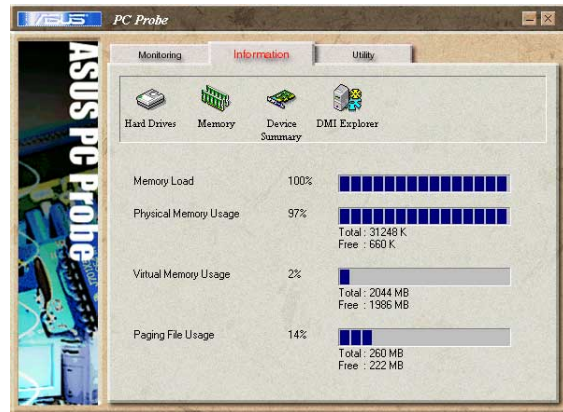 ASUS PC Probe
ASUS PC Probe
Monitoring Information Utility
Hard Drives Memory Device Summary DMI Explorer
Memory Load 100%
Physical Memory Usage 97%
Total : 31248 K
Free : 660 K
Virtual Memory Usage 2%
Total : 2044 MB
Free : 1986 MB
Paging File Usage 14%
Total : 260 MB
Free : 222 MB